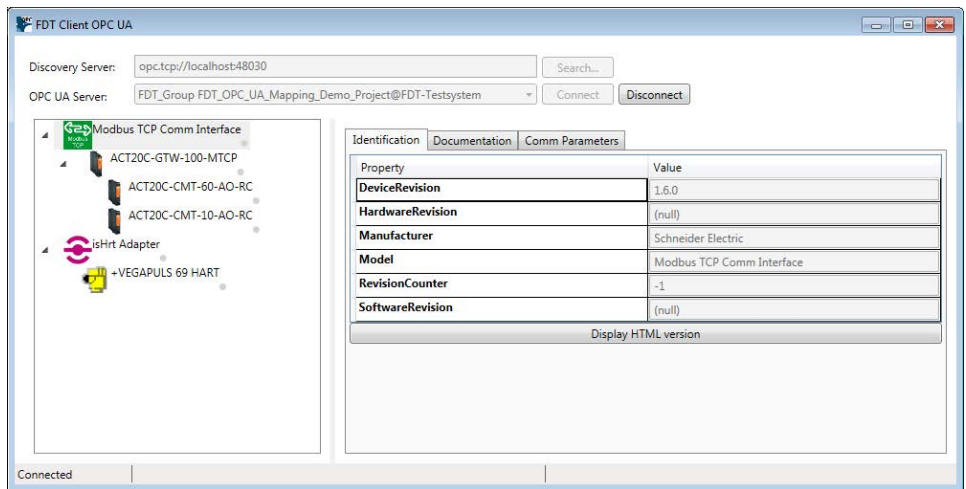 FDT Client OPC UA
Discovery Server: opc.tcp://localhost:48030 Search...
OPC UA Server: FDT_Group FDT_OPC_UA_Mapping_Demo_Project@FDT-Testsystem Connect Disconnect
Modbus TCP Comm Interface
Modbus
TCP
ACT20C-GTW-100-MTCP
ACT20C-CMT-60-AO-RC
ACT20C-CMT-10-AO-RC
isHrt Adapter
+VEGAPULS 69 HART
Identification Documentation Comm Parameters
Property Value
DeviceRevision 1.6.0
HardwareRevision (null)
Manufacturer Schneider Electric
Model Modbus TCP Comm Interface
RevisionCounter -1
SoftwareRevision (null)
Display HTML version
Connected